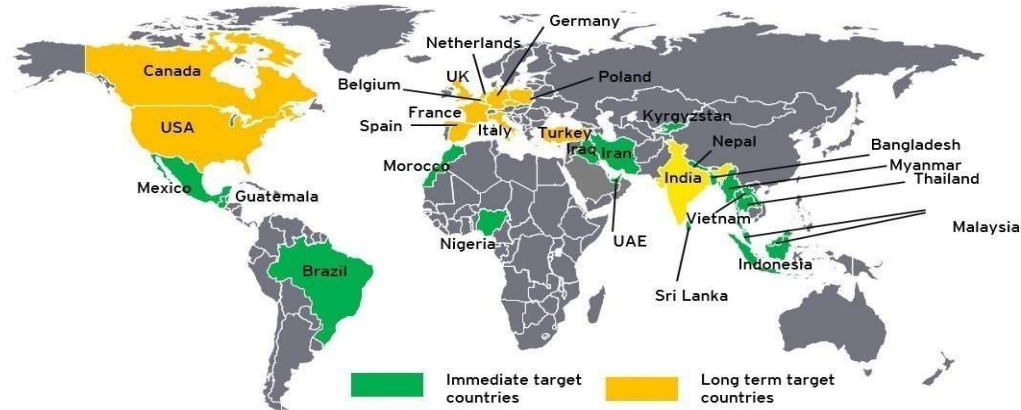 Germany
Netherlands
Canada
UK
Poland
Belgium
France
Kyrgyzstan
USA
Spain
Italy
Turkey
Nepal
Bangladesh
Iraq
Iran
Morocco
Myanmar
India
Thailand
Mexico
Guatemala
Vietnam
Malaysia
Nigeria
UAE
Indonesia
Brazil
Sri Lanka
Immediate target
countries
Long term target
countries